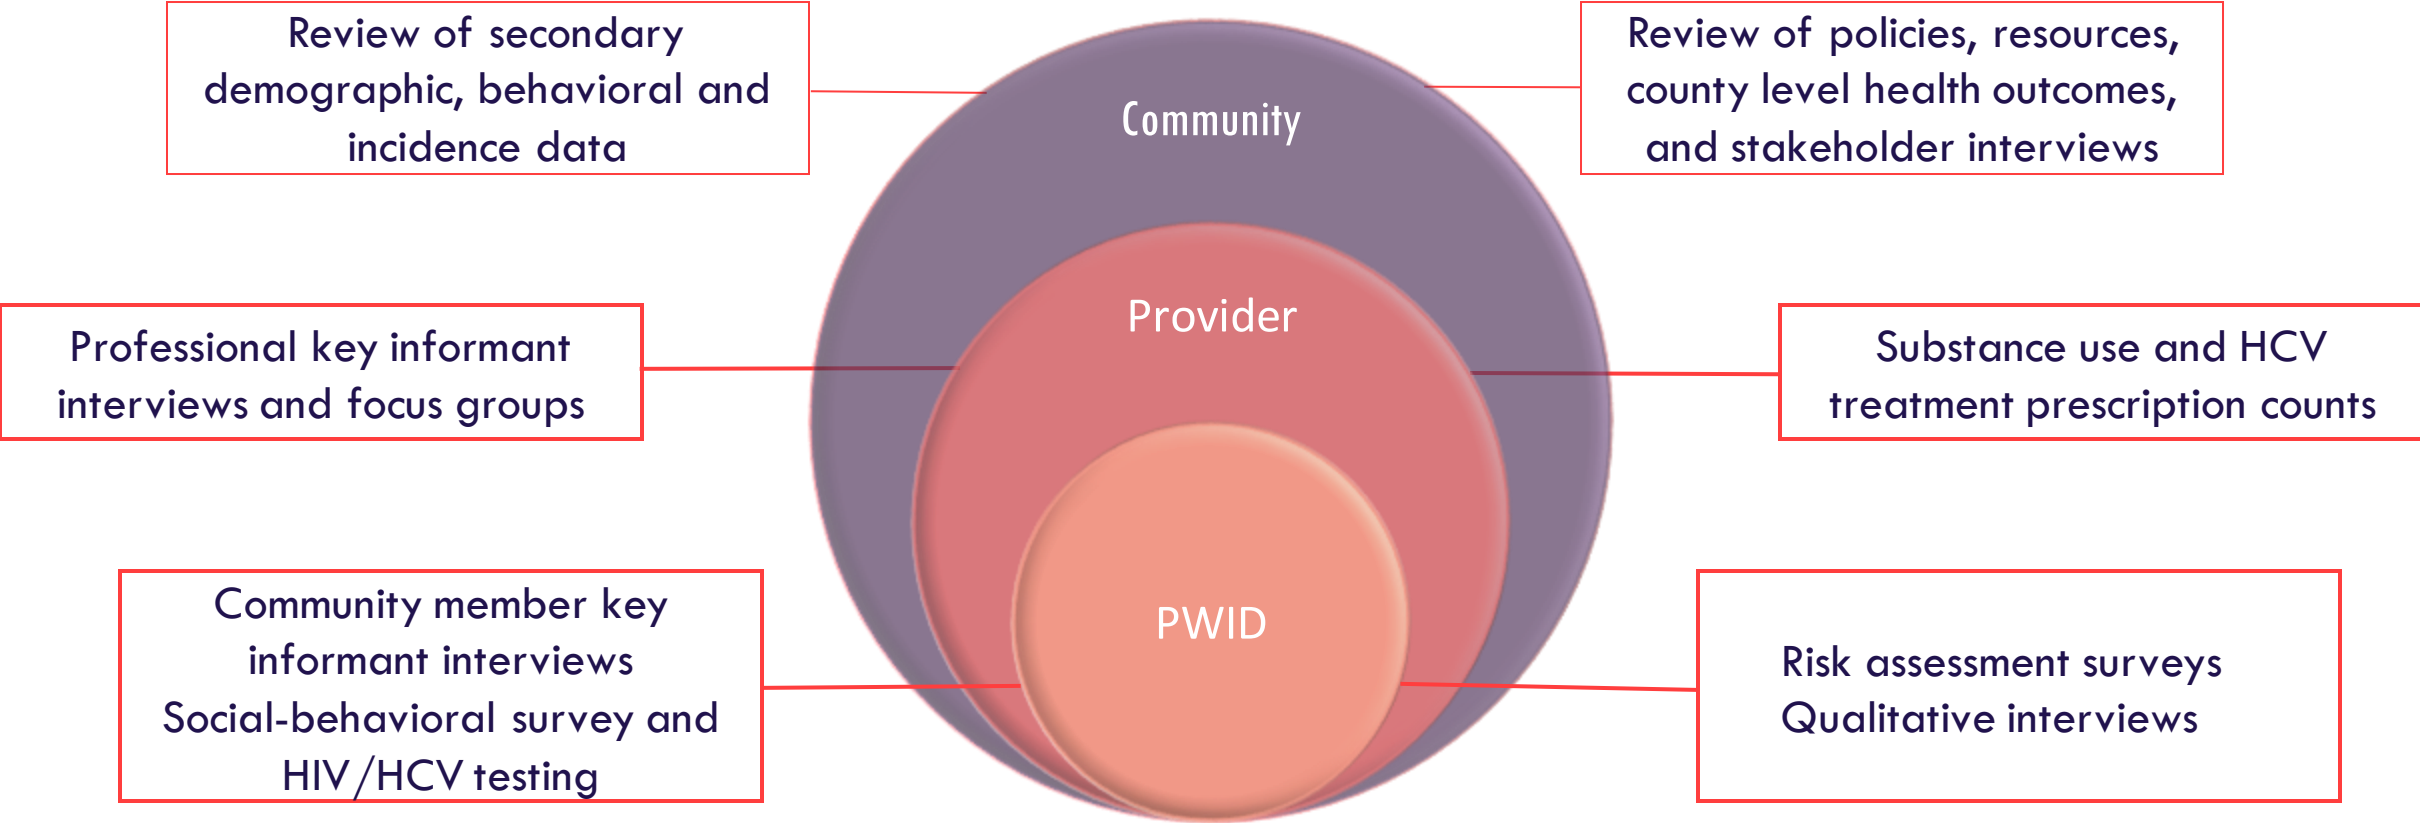 Review of secondary
demographic, behavioral and
incidence data
Community
Review of policies, resources,
county level health outcomes,
and stakeholder interviews
Professional key informant
interviews and focus groups
Provider
Substance use and HCV
treatment prescription counts
Community member key
informant interviews
Social-behavioral survey and
HIV/HCV testing
PWID
Risk assessment surveys
Qualitative interviews